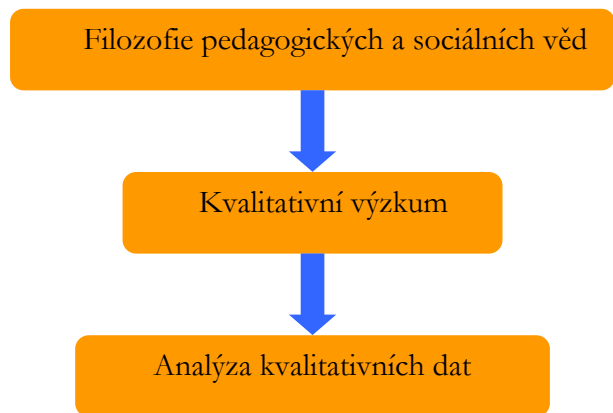 Filozofie pedagogických a sociálních věd
Kvalitativní výzkum
Analýza kvalitativních dat